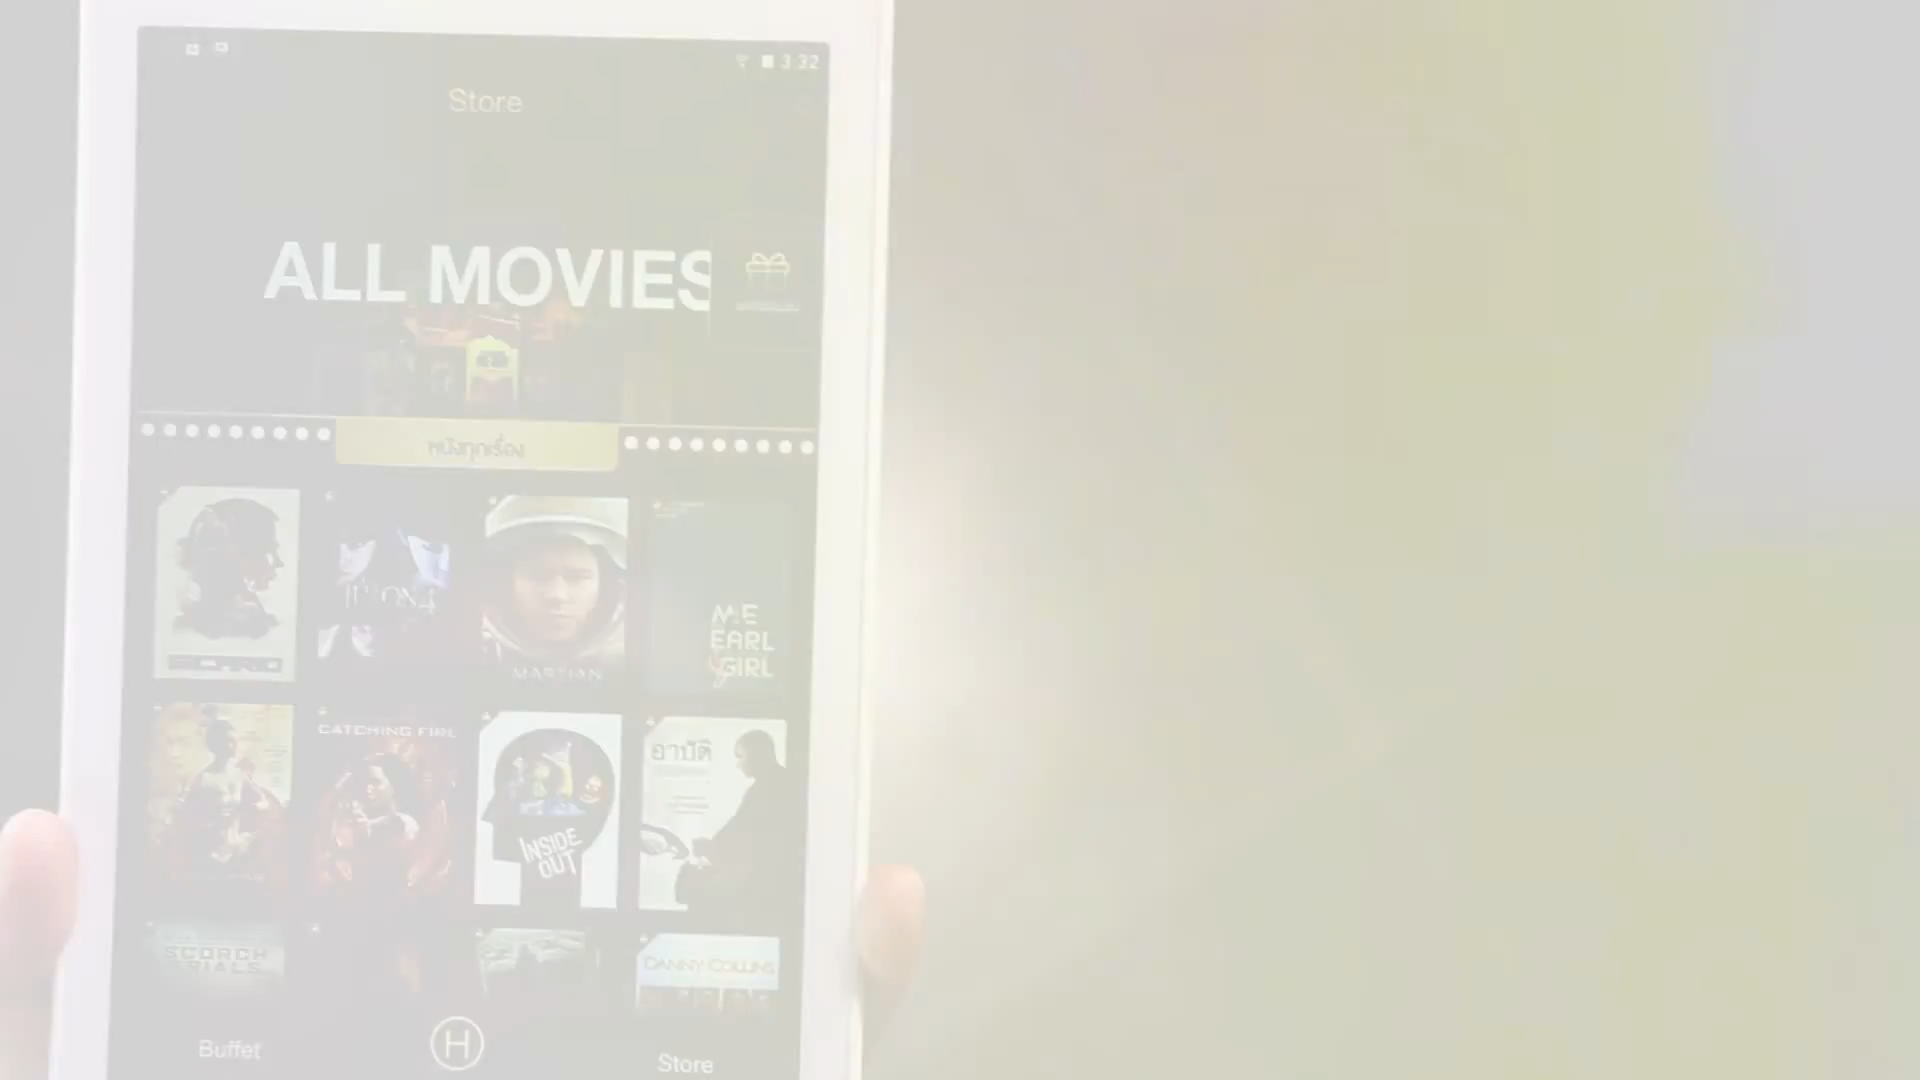 3:32
Store
ALL MOVIES
หนังทุกเรื่อง
MARTIAN
ME
EARL
GIRL
CATCHING FIRE
อาปัติ
INSIDE
OUT
SCORCH
TRIALS
DANNY COLLINS
Buffet
H
Store